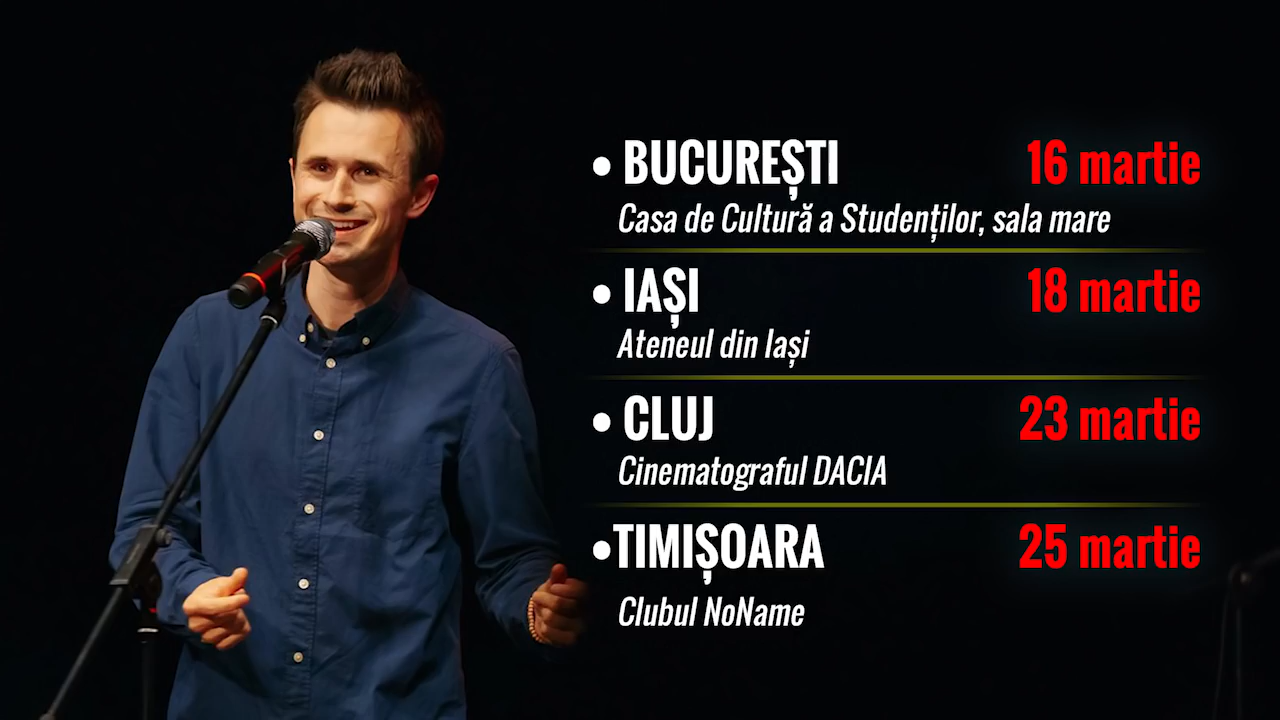 • BUCUREȘTI 16 martie
Casa de Cultură a Studenților, sala mare
• IAȘI 18 martie
Ateneul din Iași
• CLUJ 23 martie
Cinematograful DACIA
•TIMIȘOARA 25 martie
Clubul NoName